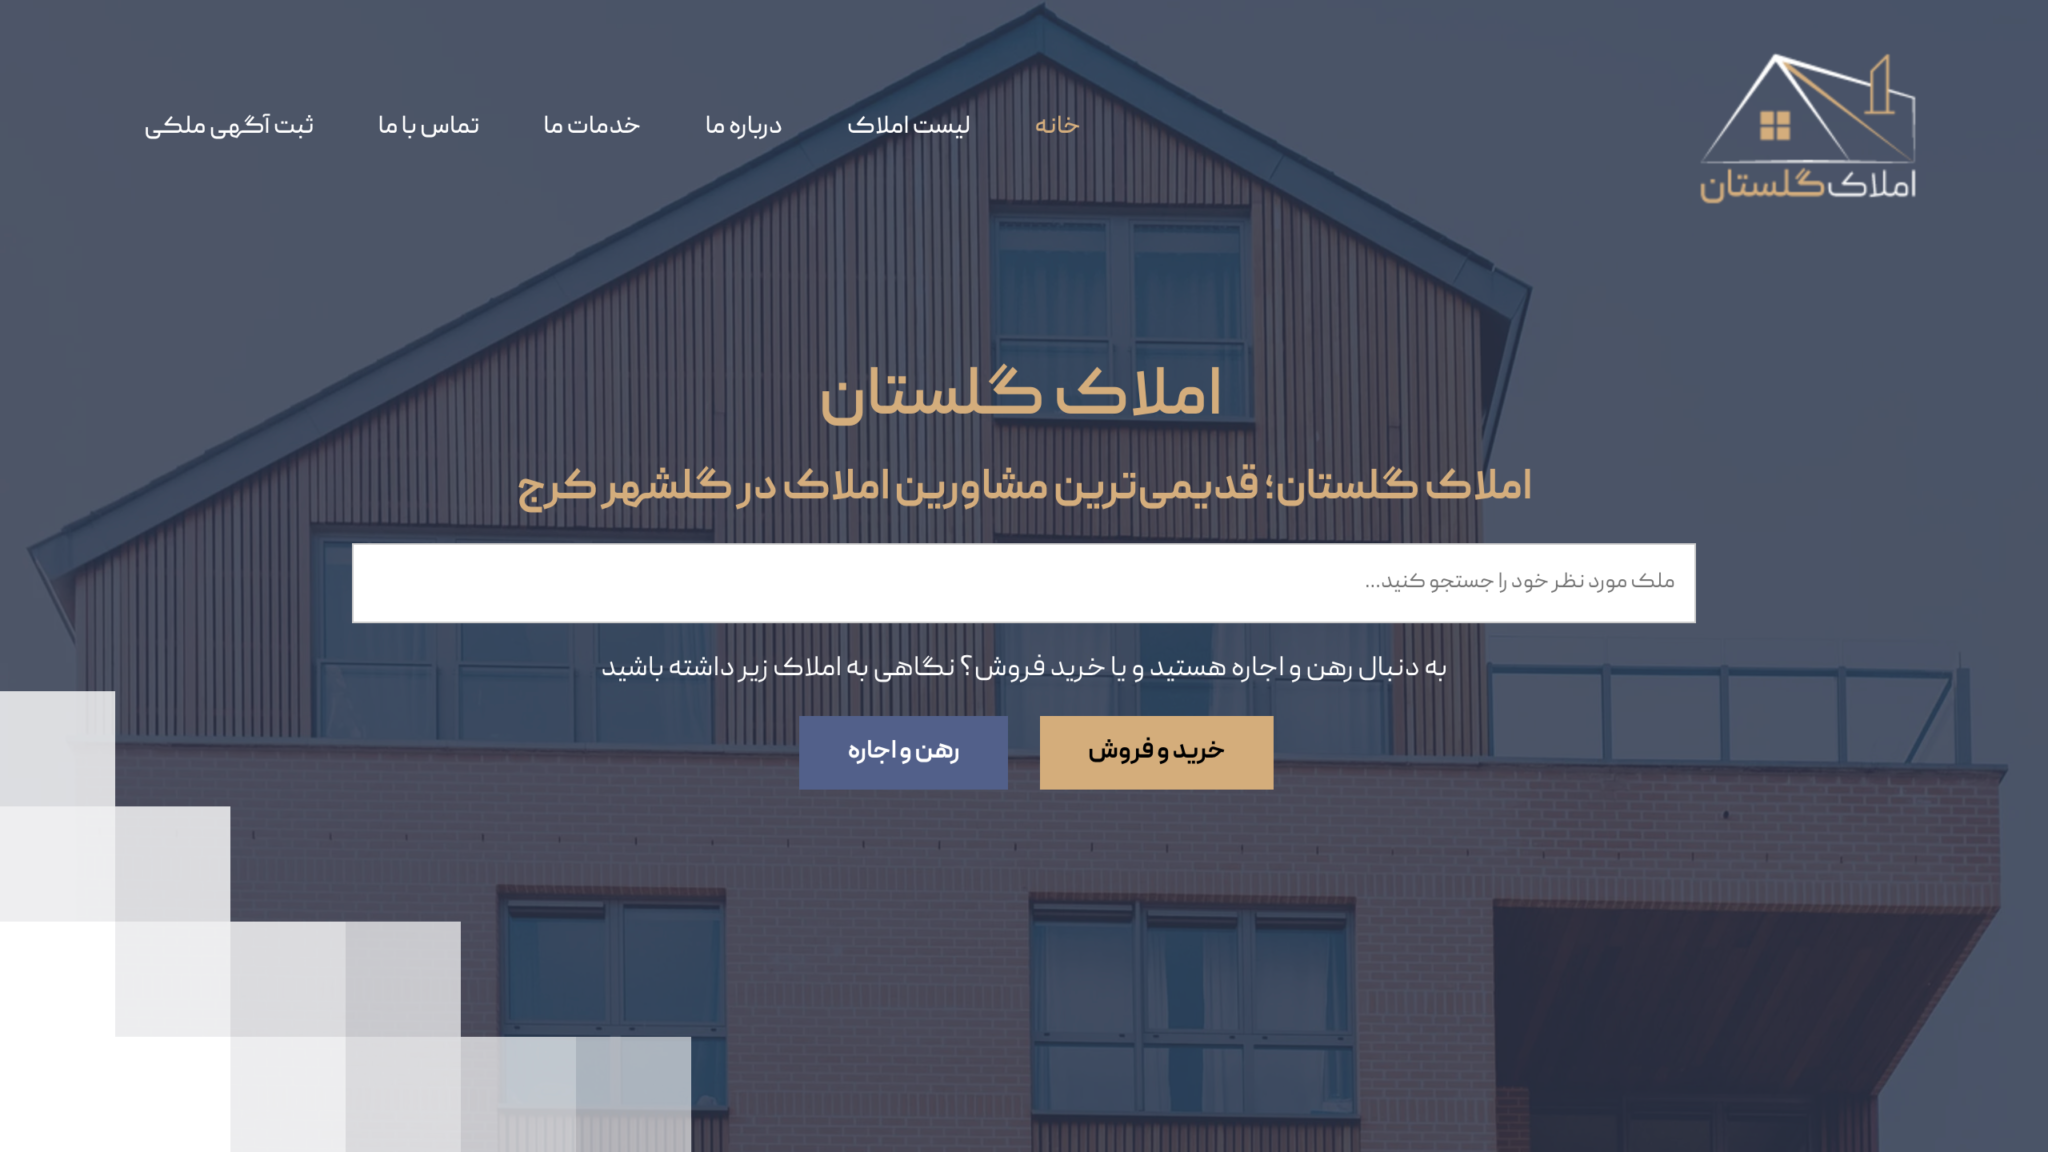 املاک گلستان
خانه
لیست املاک
درباره ما
خدمات ما
تماس با ما
ثبت آگهی ملکی
املاک گلستان
املاک گلستان؛ قدیمی‌ترین مشاورین املاک در گلشهر کرج
ملک مورد نظر خود را جستجو کنید...
به دنبال رهن و اجاره هستید و یا خرید فروش؟ نگاهی به املاک زیر داشته باشید
خرید و فروش
رهن و اجاره